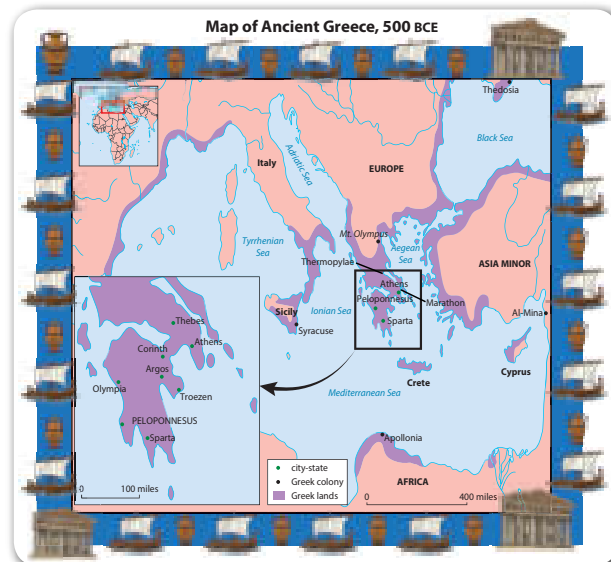 Map of Ancient Greece, 500 BCE
Thedosia
Black Sea
Italy
Adriatic Sea
EUROPE
Mt. Olympus
Tyrrhenian
Sea
Aegean
Sea
Thermopylae
ASIA MINOR
Athens
Peloponnesus
Marathon
Sicily
Ionian Sea
Sparta
Syracuse
Al-Mina
Cyprus
Crete
Mediterranean Sea
Apollonia
AFRICA
Thebes
Athens
Corinth
Argos
Olympia
Troezen
PELOPONNESUS
Sparta
0 100 miles
city-state
Greek colony
Greek lands
0 400 miles